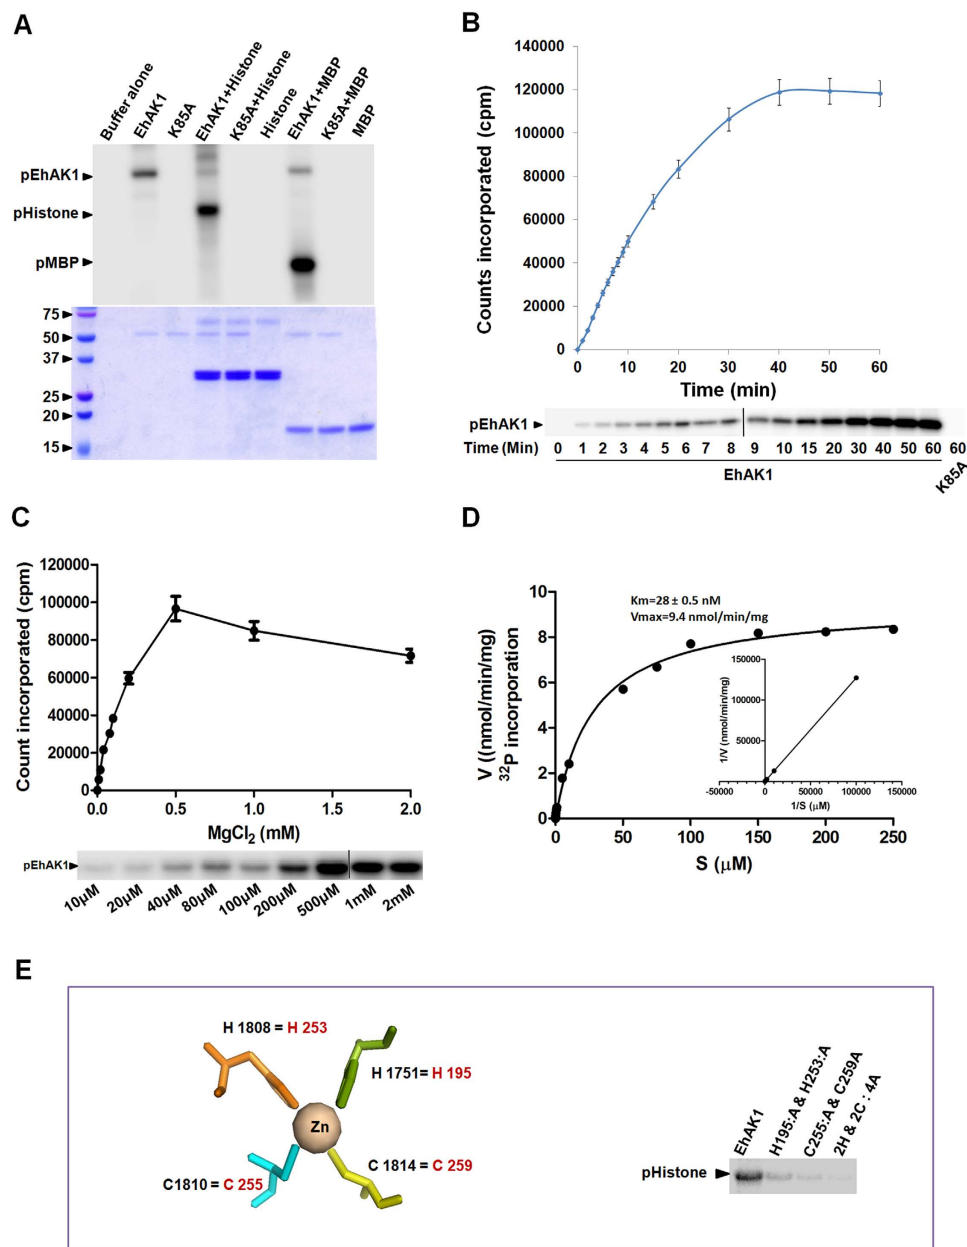 A
Buffer alone
EhAK1
K85A
EhAK1+Histone
K85A+Histone
Histone
EhAK1+MBP
K85A+MBP
MBP
pEhAK1
pHistone
pMBP
75
50
37
25
20
15
B
Counts incorporated (cpm)
140000
120000
100000
80000
60000
40000
20000
0
0 10 20 30 40 50 60
Time (min)
pEhAK1
Time (Min) 0 1 2 3 4 5 6 7 8 9 10 15 20 30 40 50 60 60
EhAK1
K85A
C
Count incorporated (cpm)
120000
100000
80000
60000
40000
20000
0
0.0 0.5 1.0 1.5 2.0
MgCl2 (mM)
pEhAK1
10µM 20µM 40µM 80µM 100µM 200µM 500µM 1mM 2mM
D
V ((nmol/min/mg)
32P incorporation
10
8
6
4
2
0
0 50 100 150 200 250
S (µM)
Km=28 ± 0.5 nM
Vmax=9.4 nmol/min/mg
1/V (nmol/min/mg)
150000
100000
50000
-50000 0 50000 100000 150000
1/S (µM)
E
H 1808 = H 253
H 1751= H 195
Zn
C1810 = C 255
C 1814 = C 259
EhAK1
H195:A & H253:A
C255:A & C259A
2H & 2C : 4A
pHistone